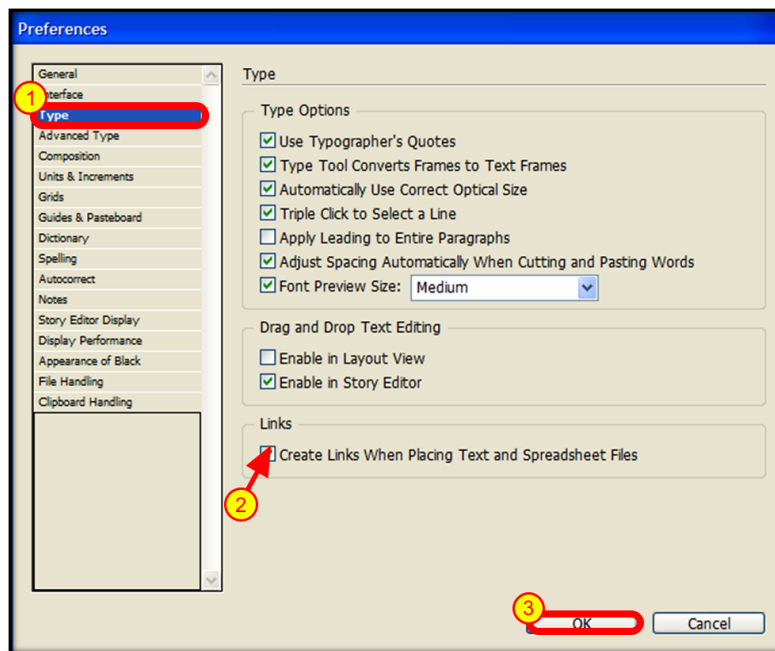 Preferences
General
Interface
Type
Advanced Type
Composition
Units & Increments
Grids
Guides & Pasteboard
Dictionary
Spelling
Autocorrect
Notes
Story Editor Display
Display Performance
Appearance of Black
File Handling
Clipboard Handling
1
Type
Type Options
Use Typographer's Quotes
Type Tool Converts Frames to Text Frames
Automatically Use Correct Optical Size
Triple Click to Select a Line
Apply Leading to Entire Paragraphs
Adjust Spacing Automatically When Cutting and Pasting Words
Font Preview Size: Medium
Drag and Drop Text Editing
Enable in Layout View
Enable in Story Editor
Links
Create Links When Placing Text and Spreadsheet Files
2
3
OK Cancel